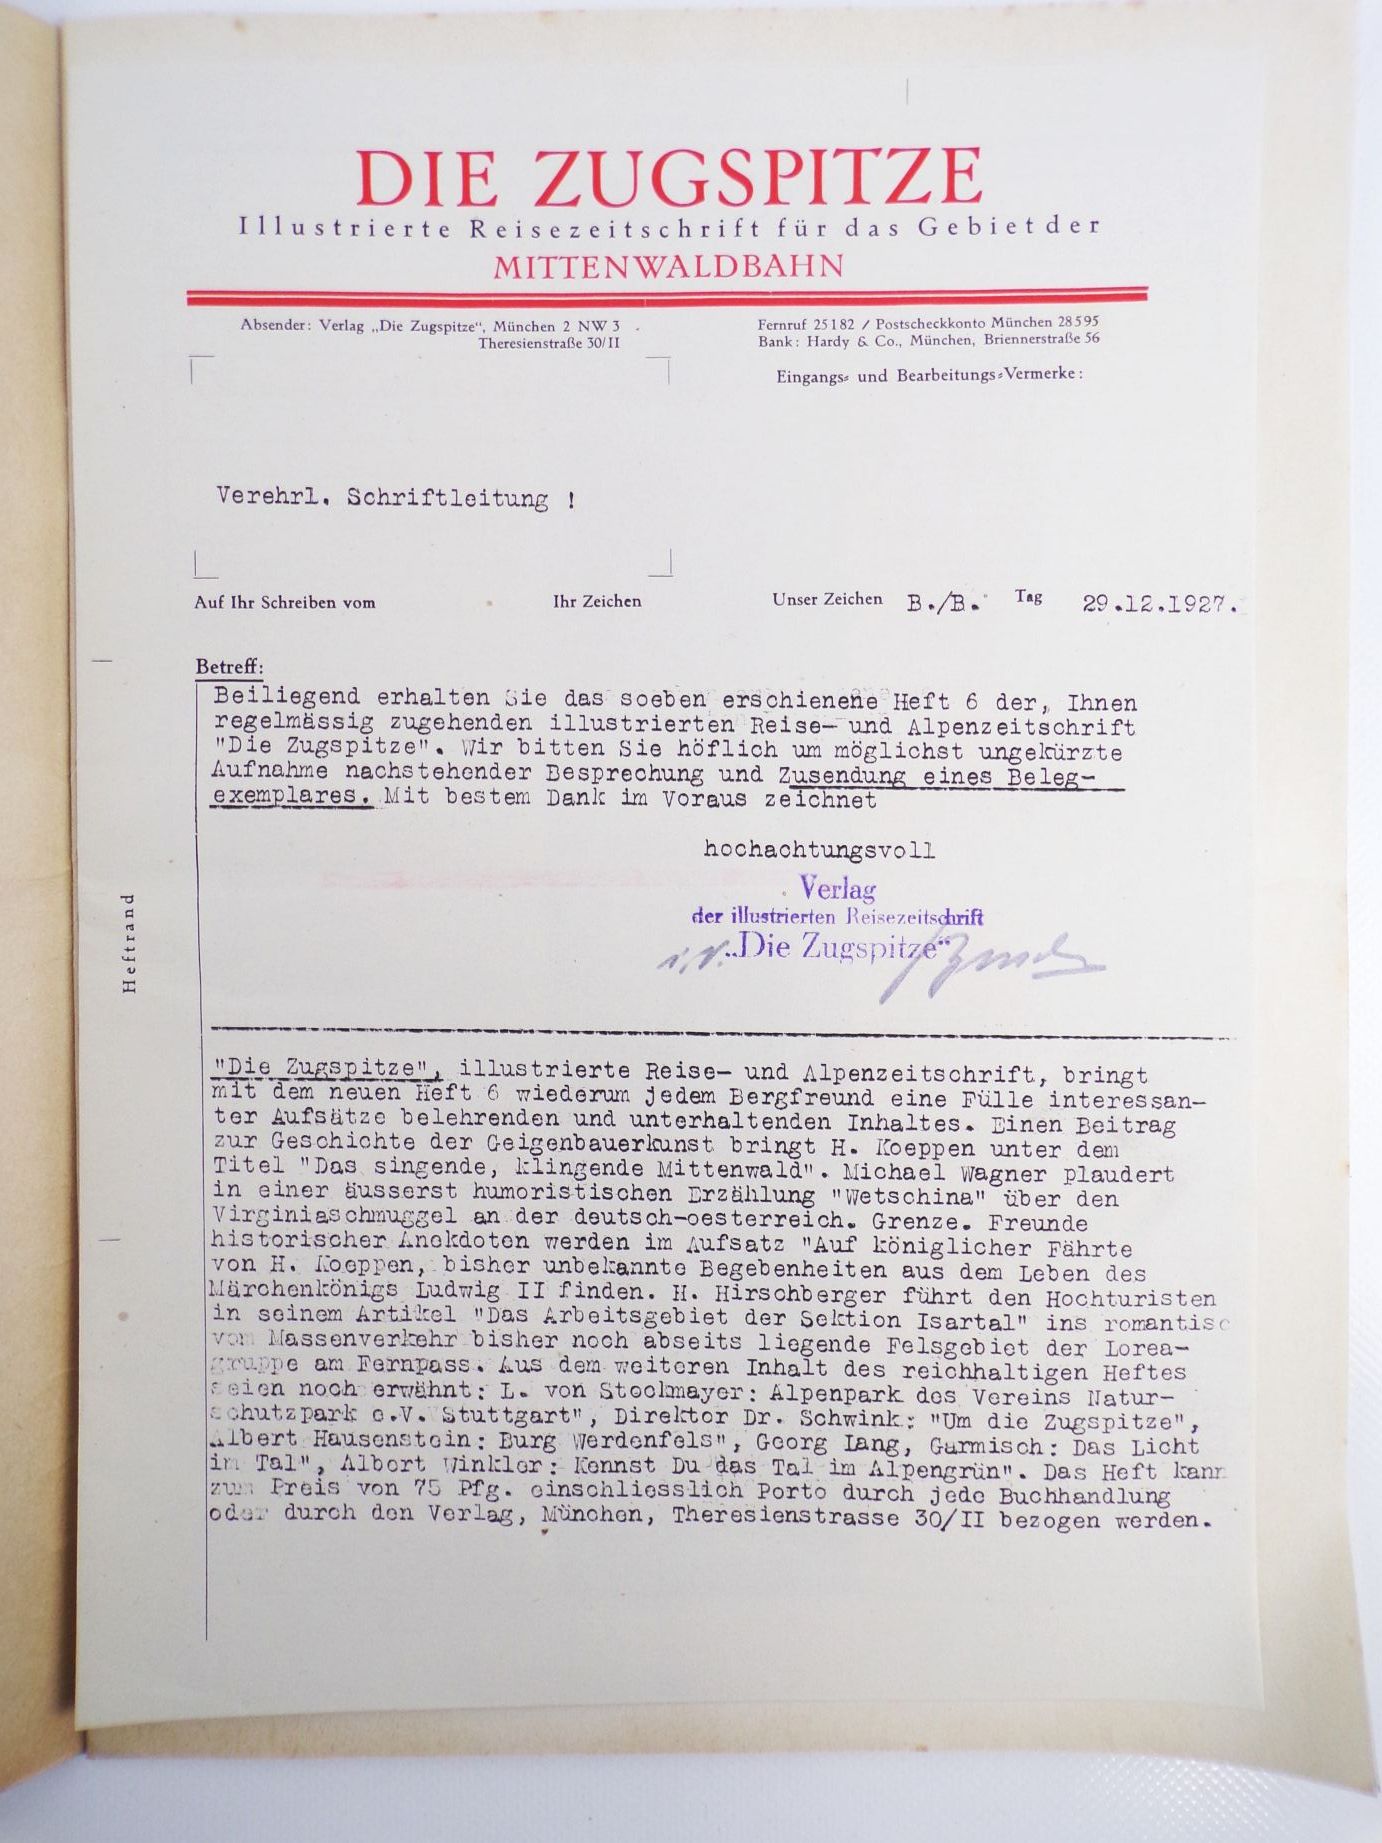 DIE ZUGSPITZE
Illustrierte Reisezeitschrift für das Gebiet der
MITTENWALDBAHN
Absender: Verlag „Die Zugspitze“, München 2 NW 3
Theresienstraße 30/II
Fernruf 25182 / Postscheckkonto München 28595
Bank: Hardy & Co., München, Briennerstraße 56
Eingangs- und Bearbeitungs-Vermerke:
Verehrl. Schriftleitung !
Auf Ihr Schreiben vom Ihr Zeichen Unser Zeichen B./B. Tag 29.12.1927.
Betreff:
Beiliegend erhalten Sie das soeben erschienene Heft 6 der, Ihnen
regelmässig zugehenden illustrierten Reise- und Alpenzeitschrift
"Die Zugspitze". Wir bitten Sie höflich um möglichst ungekürzte
Aufnahme nachstehender Besprechung und Zusendung eines Beleg-
exemplares. Mit bestem Dank im Voraus zeichnet
hochachtungsvoll
Verlag
der illustrierten Reisezeitschrift
„Die Zugspitze“
i.V.
Heftrand
"Die Zugspitze", illustrierte Reise- und Alpenzeitschrift, bringt
mit dem neuen Heft 6 wiederum jedem Bergfreund eine Fülle interessan-
ter Aufsätze belehrenden und unterhaltenden Inhaltes. Einen Beitrag
zur Geschichte der Geigenbauerkunst bringt H. Koeppen unter dem
Titel "Das singende, klingende Mittenwald". Michael Wagner plaudert
in einer äusserst humoristischen Erzählung "Wetschina" über den
Virginiaschmuggel an der deutsch-oesterreich. Grenze. Freunde
historischer Anekdoten werden im Aufsatz "Auf königlicher Fährte
von H. Koeppen, bisher unbekannte Begebenheiten aus dem Leben des
Märchenkönigs Ludwig II finden. H. Hirschberger führt den Hochturisten
in seinem Artikel "Das Arbeitsgebiet der Sektion Isartal" ins romantisc
vom Massenverkehr bisher noch abseits liegende Felsgebiet der Lorea-
gruppe am Fernpass. Aus dem weiteren Inhalt des reichhaltigen Heftes
seien noch erwähnt: L. von Stockmayer: Alpenpark des Vereins Natur-
schutzpark e.V. Stuttgart", Direktor Dr. Schwink: "Um die Zugspitze",
Albert Hausenstein: Burg Werdenfels", Georg Lang, Garmisch: Das Licht
im Tal", Albert Winkler: Kennst Du das Tal im Alpengrün". Das Heft kann
zum Preis von 75 Pfg. einschliesslich Porto durch jede Buchhandlung
oder durch den Verlag, München, Theresienstrasse 30/II bezogen werden.